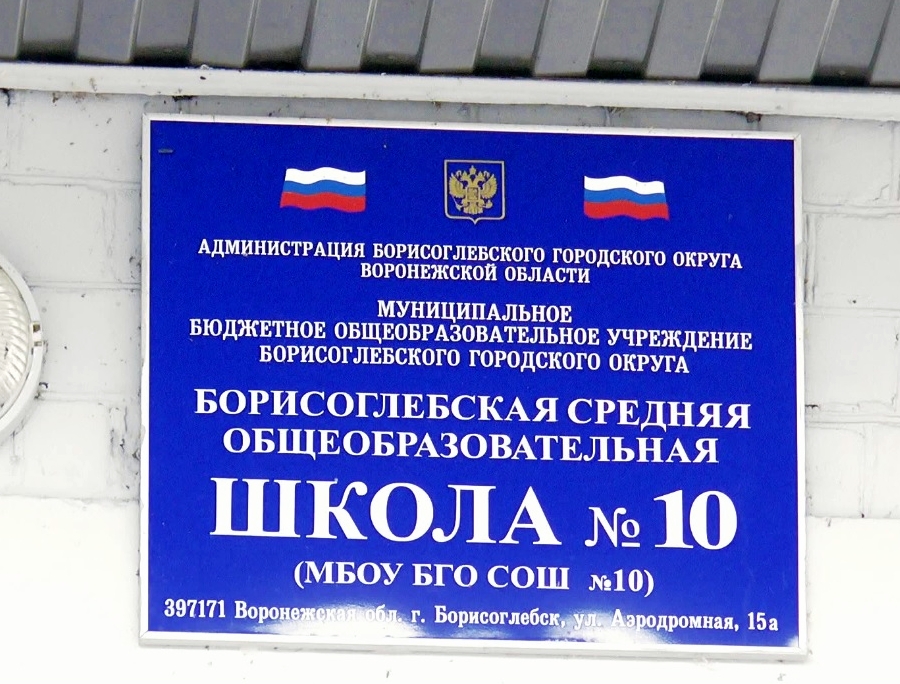 АДМИНИСТРАЦИЯ БОРИСОГЛЕБСКОГО ГОРОДСКОГО ОКРУГА
ВОРОНЕЖСКОЙ ОБЛАСТИ
МУНИЦИПАЛЬНОЕ
БЮДЖЕТНОЕ ОБЩЕОБРАЗОВАТЕЛЬНОЕ УЧРЕЖДЕНИЕ
БОРИСОГЛЕБСКОГО ГОРОДСКОГО ОКРУГА
БОРИСОГЛЕБСКАЯ СРЕДНЯЯ
ОБЩЕОБРАЗОВАТЕЛЬНАЯ
ШКОЛА № 10
(МБОУ БГО СОШ №10)
397171 Воронежская обл. г. Борисоглебск, ул. Аэродромная, 15а